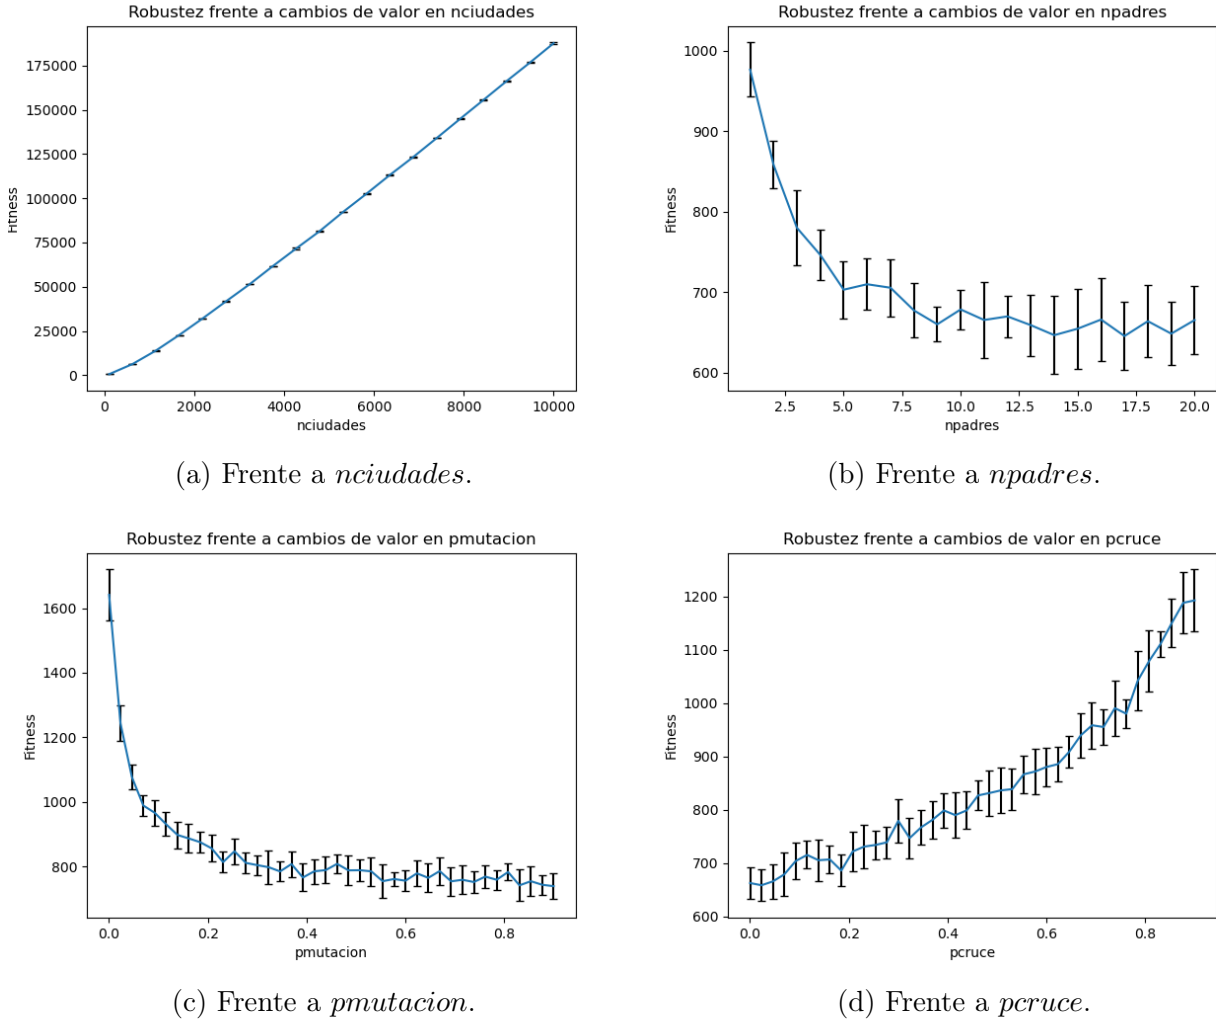 Robustez frente a cambios de valor en nciudades
175000
150000
125000
100000
75000
50000
25000
0
Fitness
0 2000 4000 6000 8000 10000
nciudades
(a) Frente a nciudades.
Robustez frente a cambios de valor en npadres
1000
900
800
700
600
Fitness
2.5 5.0 7.5 10.0 12.5 15.0 17.5 20.0
npadres
(b) Frente a npadres.
Robustez frente a cambios de valor en pmutacion
1600
1400
1200
1000
800
Fitness
0.0 0.2 0.4 0.6 0.8
pmutacion
(c) Frente a pmutacion.
Robustez frente a cambios de valor en pcruce
1200
1100
1000
900
800
700
600
Fitness
0.0 0.2 0.4 0.6 0.8
pcruce
(d) Frente a pcruce.